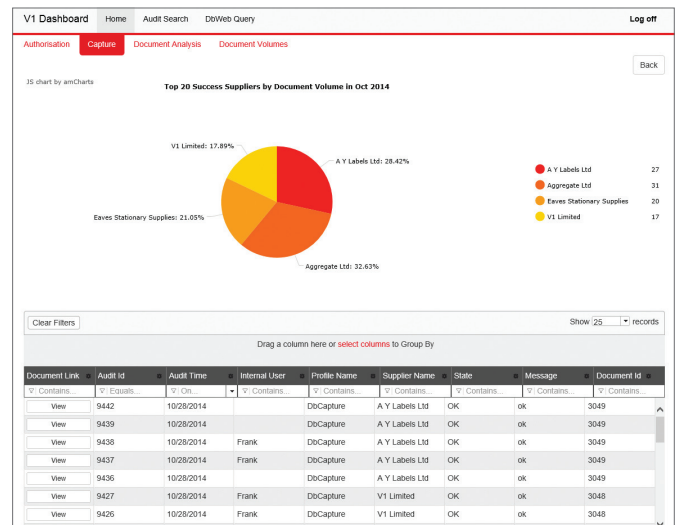 V1 Dashboard Home Audit Search DbWeb Query Log off
Authorisation Capture Document Analysis Document Volumes
Back
JS chart by amCharts
Top 20 Success Suppliers by Document Volume in Oct 2014
V1 Limited: 17.89%
A Y Labels Ltd: 28.42%
Eaves Stationary Supplies: 21.05%
Aggregate Ltd: 32.63%
A Y Labels Ltd 27
Aggregate Ltd 31
Eaves Stationary Supplies 20
V1 Limited 17
Clear Filters Show 25 records
Drag a column here or select columns to Group By
Document Link Audit Id Audit Time Internal User Profile Name Supplier Name State Message Document Id
Contains... Equals... On... Contains... Contains... Contains... Contains... Contains... Contains...
View 9442 10/28/2014 DbCapture A Y Labels Ltd OK ok 3049
View 9439 10/28/2014 DbCapture A Y Labels Ltd OK ok 3049
View 9438 10/28/2014 Frank DbCapture A Y Labels Ltd OK ok 3049
View 9437 10/28/2014 Frank DbCapture A Y Labels Ltd OK ok 3049
View 9436 10/28/2014 DbCapture A Y Labels Ltd OK ok 3049
View 9427 10/28/2014 Frank DbCapture V1 Limited OK ok 3048
View 9426 10/28/2014 Frank DbCapture V1 Limited OK ok 3048